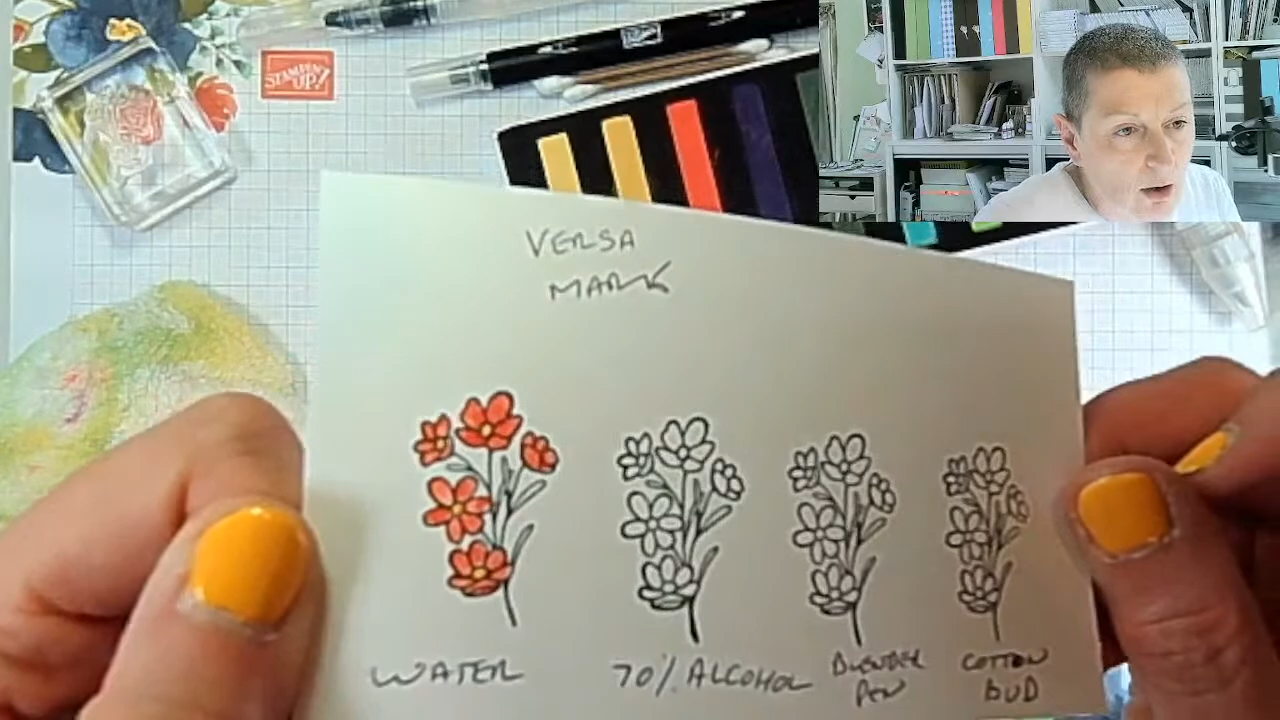 STAMPIN'
UP!
VERSA
MARK
WATER
70% ALCOHOL
BLENDER
PEN
COTTON
BUD